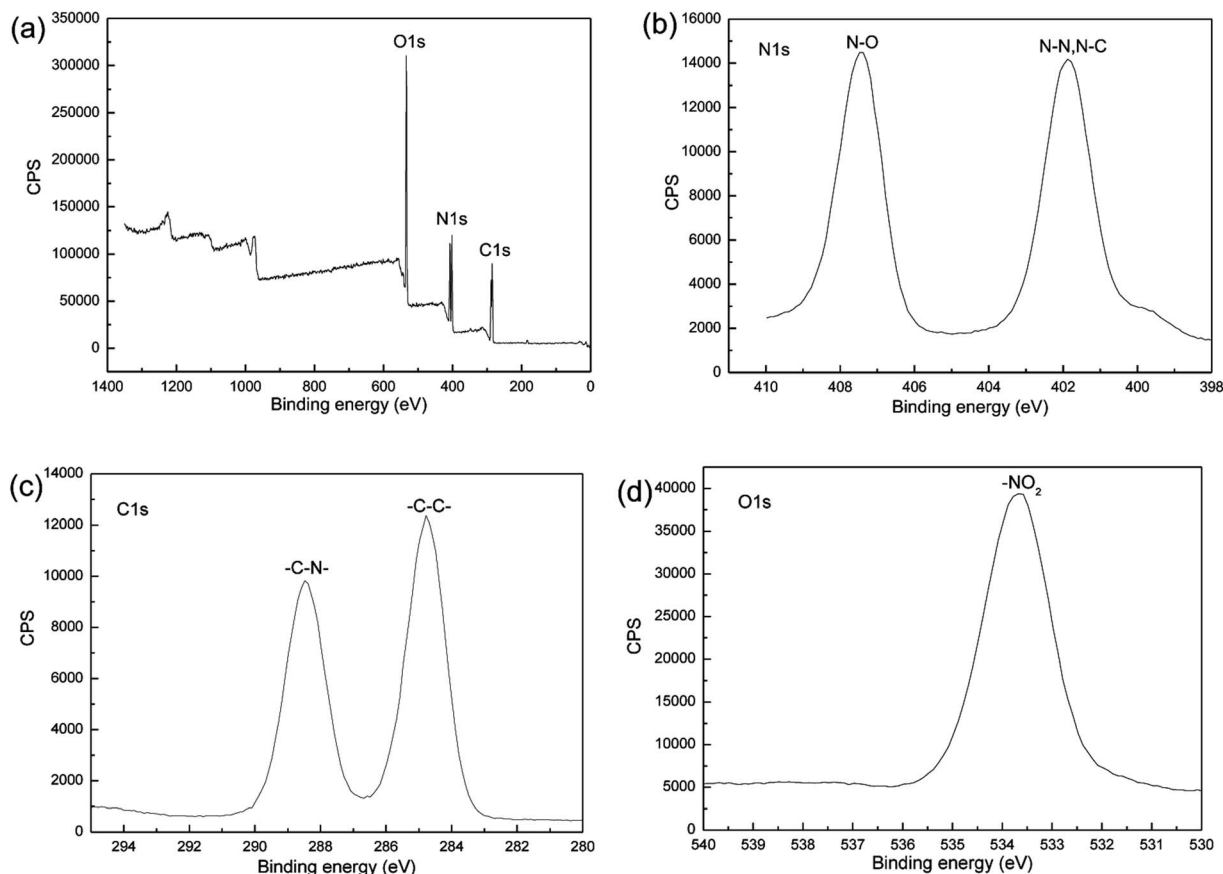 (a)
350000
300000
250000
200000
150000
100000
50000
0
CPS
O1s
N1s
C1s
1400 1200 1000 800 600 400 200 0
Binding energy (eV)
(b)
16000
14000
12000
10000
8000
6000
4000
2000
0
CPS
N1s
N-O
N-N,N-C
410 408 406 404 402 400 398
Binding energy (eV)
(c)
14000
12000
10000
8000
6000
4000
2000
0
CPS
C1s
-C-N-
-C-C-
294 292 290 288 286 284 282 280
Binding energy (eV)
(d)
40000
35000
30000
25000
20000
15000
10000
5000
0
CPS
O1s
-NO₂
540 539 538 537 536 535 534 533 532 531 530
Binding energy (eV)